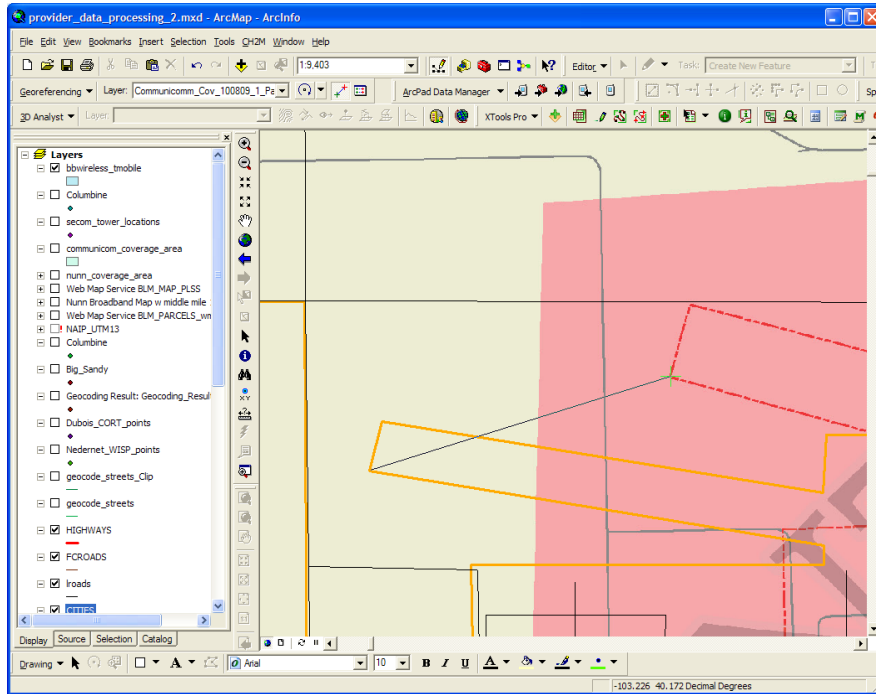 provider_data_processing_2.mxd - ArcMap - ArcInfo
File Edit View Bookmarks Insert Selection Tools CH2M Window Help
1:9,403 Editor Task: Create New Feature
Georeferencing Layer: Communicomm_Cov_100809_1_Pa ArcPad Data Manager Sp
3D Analyst Layer: XTools Pro
Layers
bbwireless_tmobile
Columbine
secom_tower_locations
communicom_coverage_area
nunn_coverage_area
Web Map Service BLM_MAP_PLSS
Nunn Broadband Map w middle mile
Web Map Service BLM_PARCELS_wm
NAIP_UTM13
Columbine
Big_Sandy
Geocoding Result: Geocoding_Resul
Dubois_CORT_points
Nedernet_WISP_points
geocode_streets_Clip
geocode_streets
HIGHWAYS
FCROADS
lroads
CITIES
Display Source Selection Catalog
Drawing A Arial 10 B I U A
-103.226 40.172 Decimal Degrees